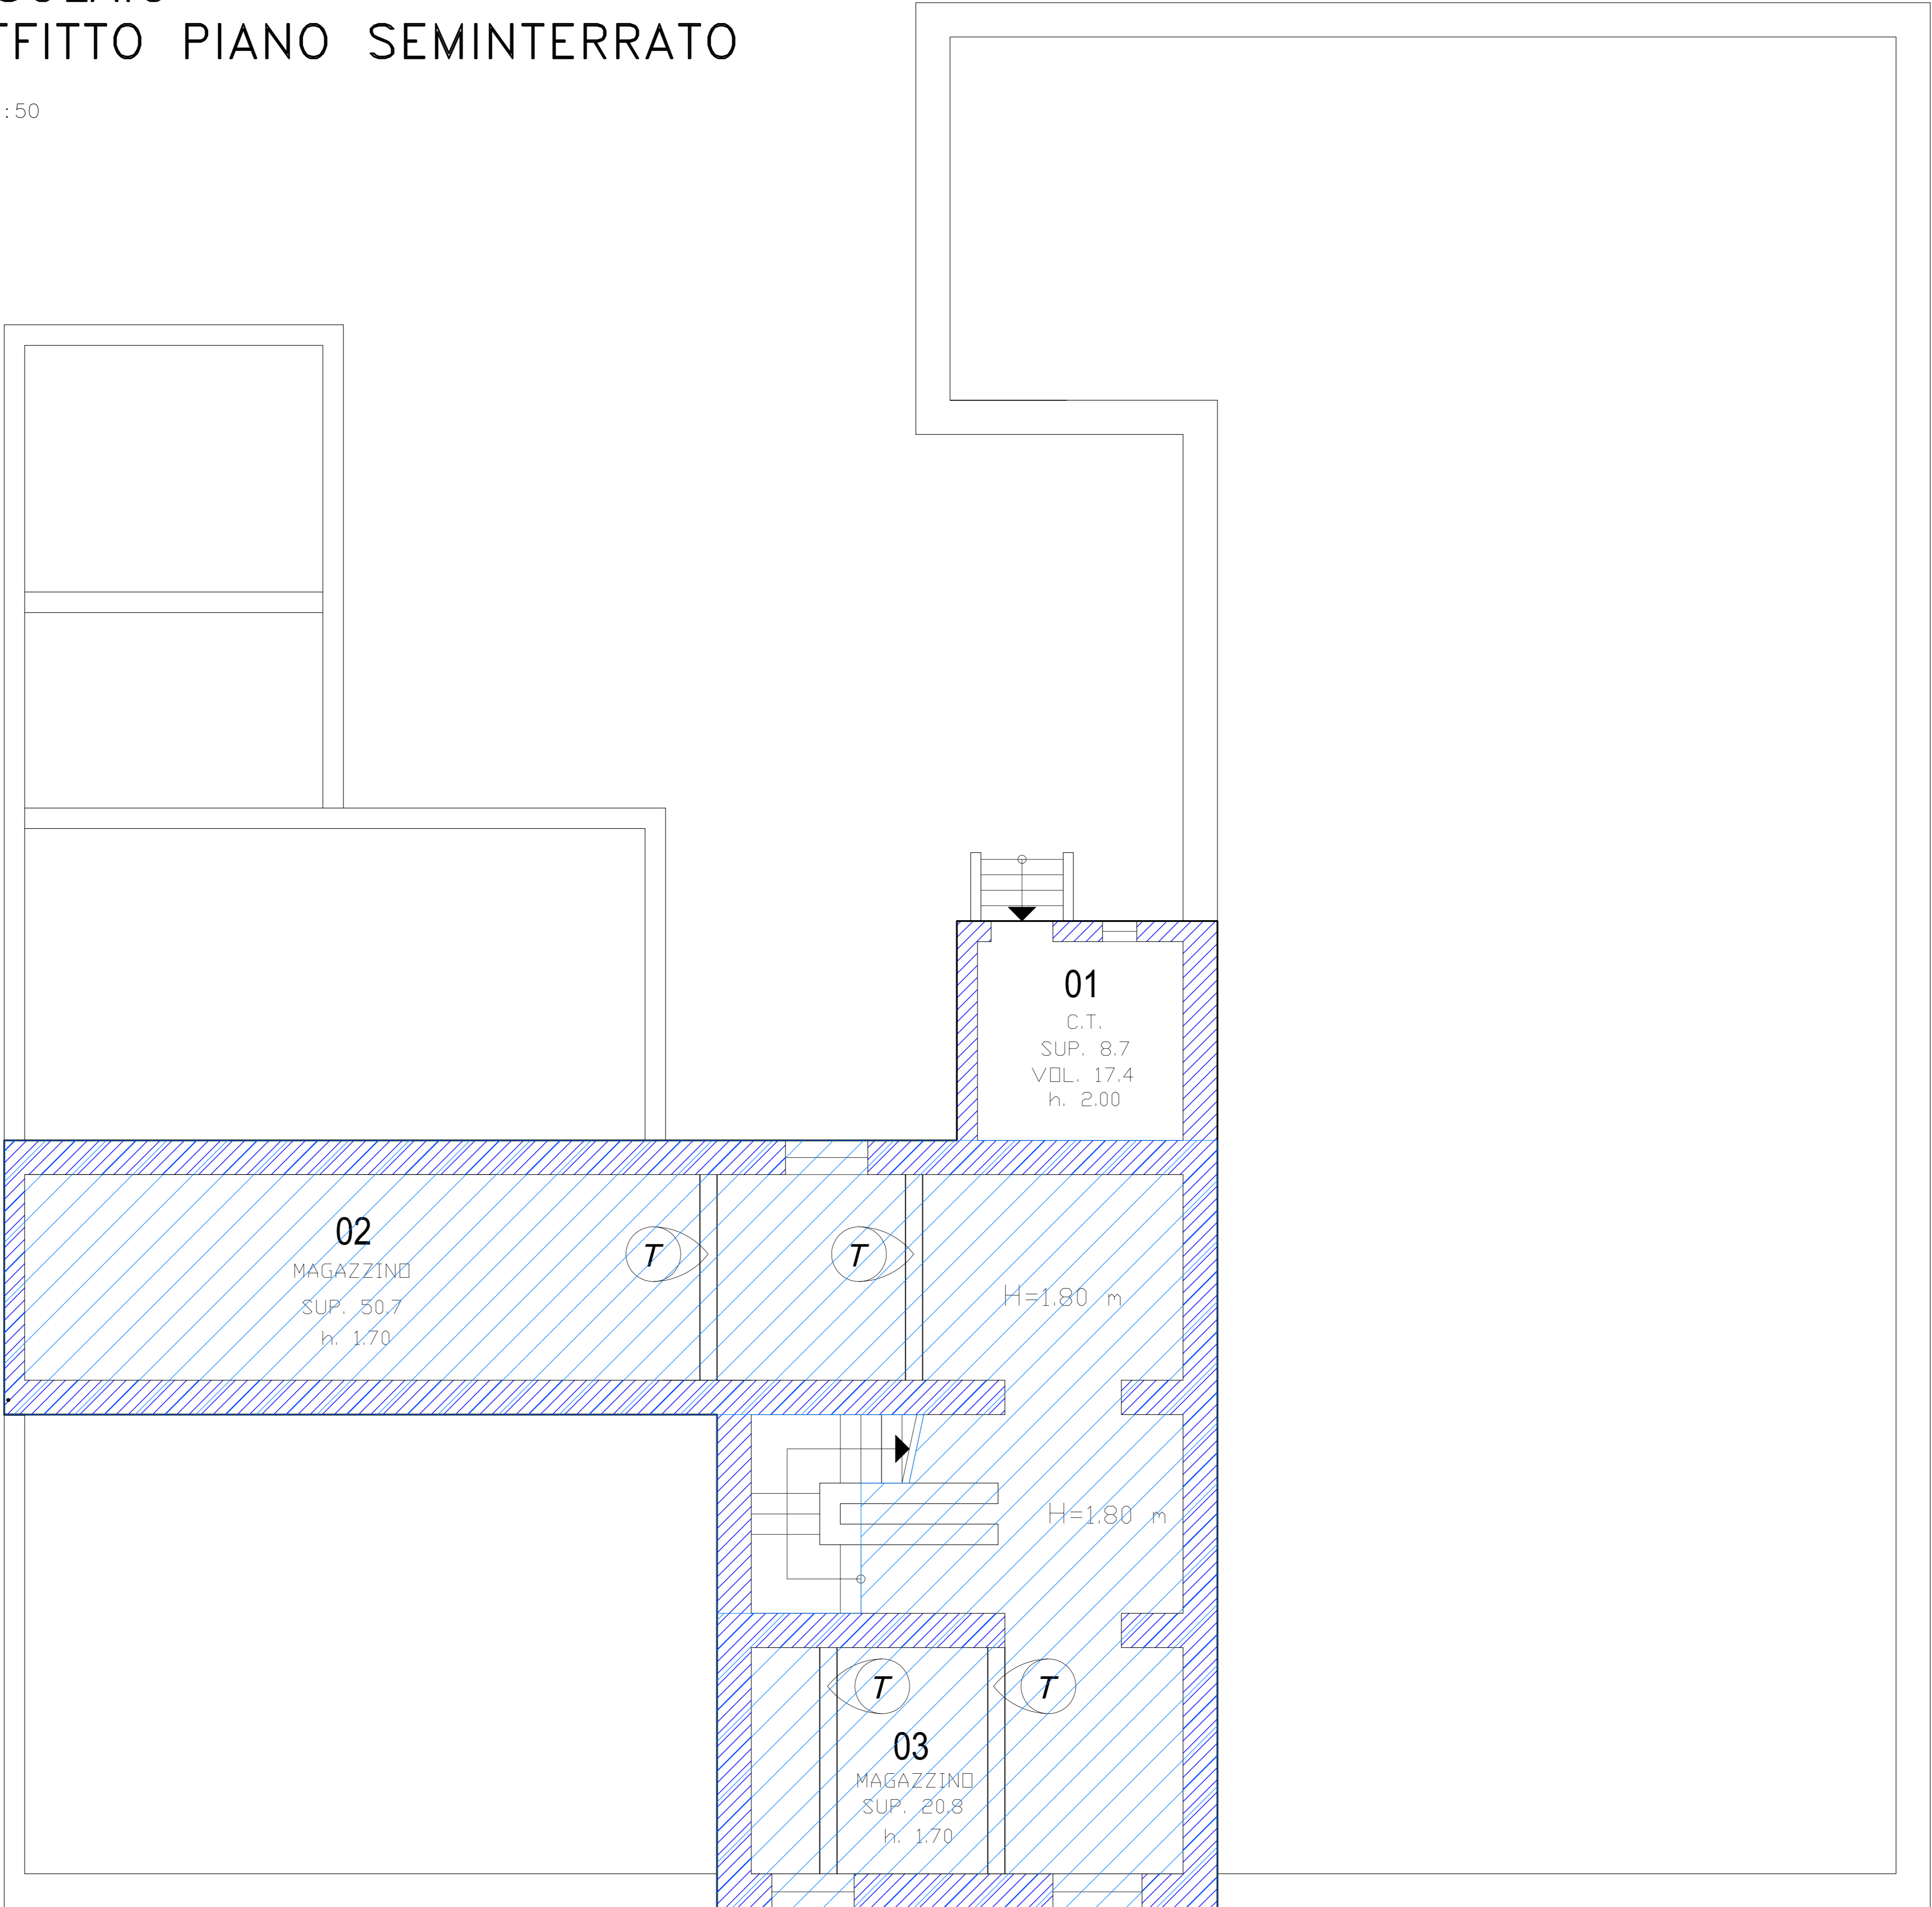 PIANO SEMINTERRATO
:50
01
C.T.
SUP. 8.7
VOL. 17.4
h. 2.00
02
MAGAZZINO
SUP. 50.7
h. 1.70
T
T
H=1.80 m
H=1.80 m
T
T
03
MAGAZZINO
SUP. 20.8
h. 1.70